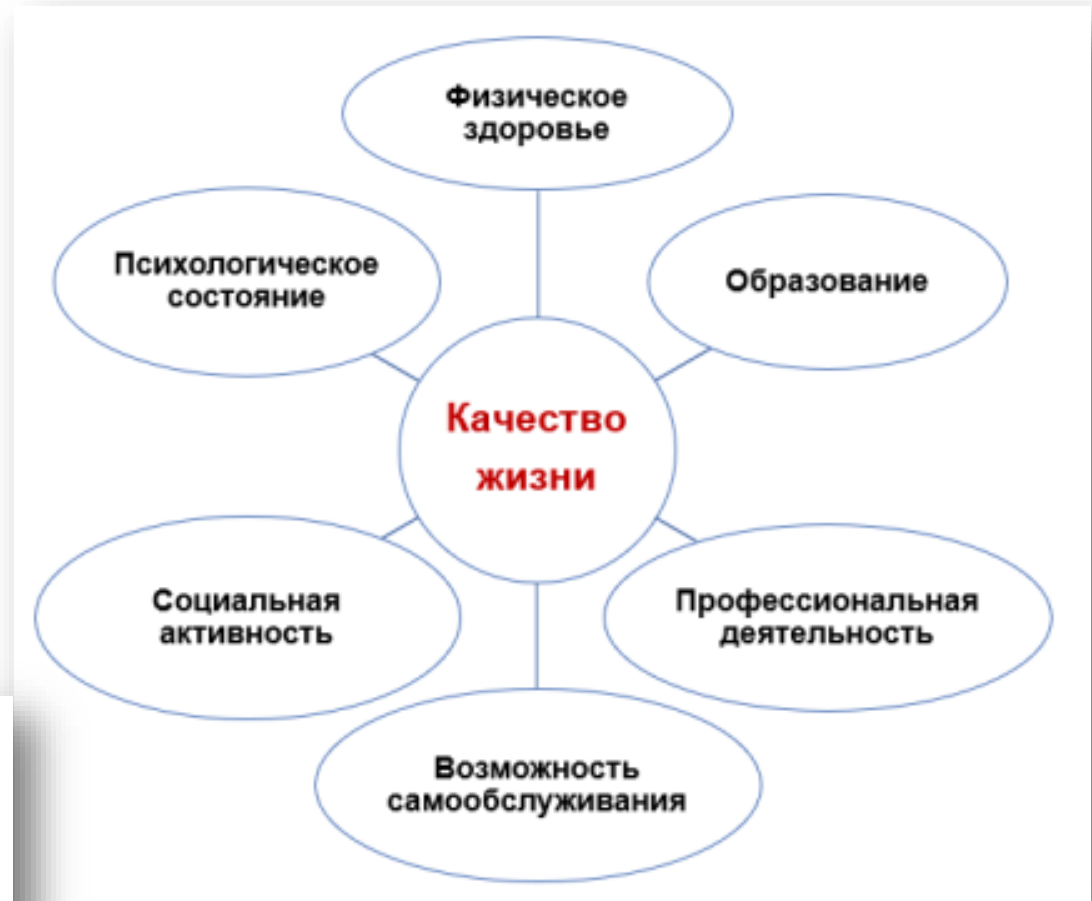 Физическое
здоровье
Психологическое
состояние
Образование
Качество
жизни
Социальная
активность
Профессиональная
деятельность
Возможность
самообслуживания